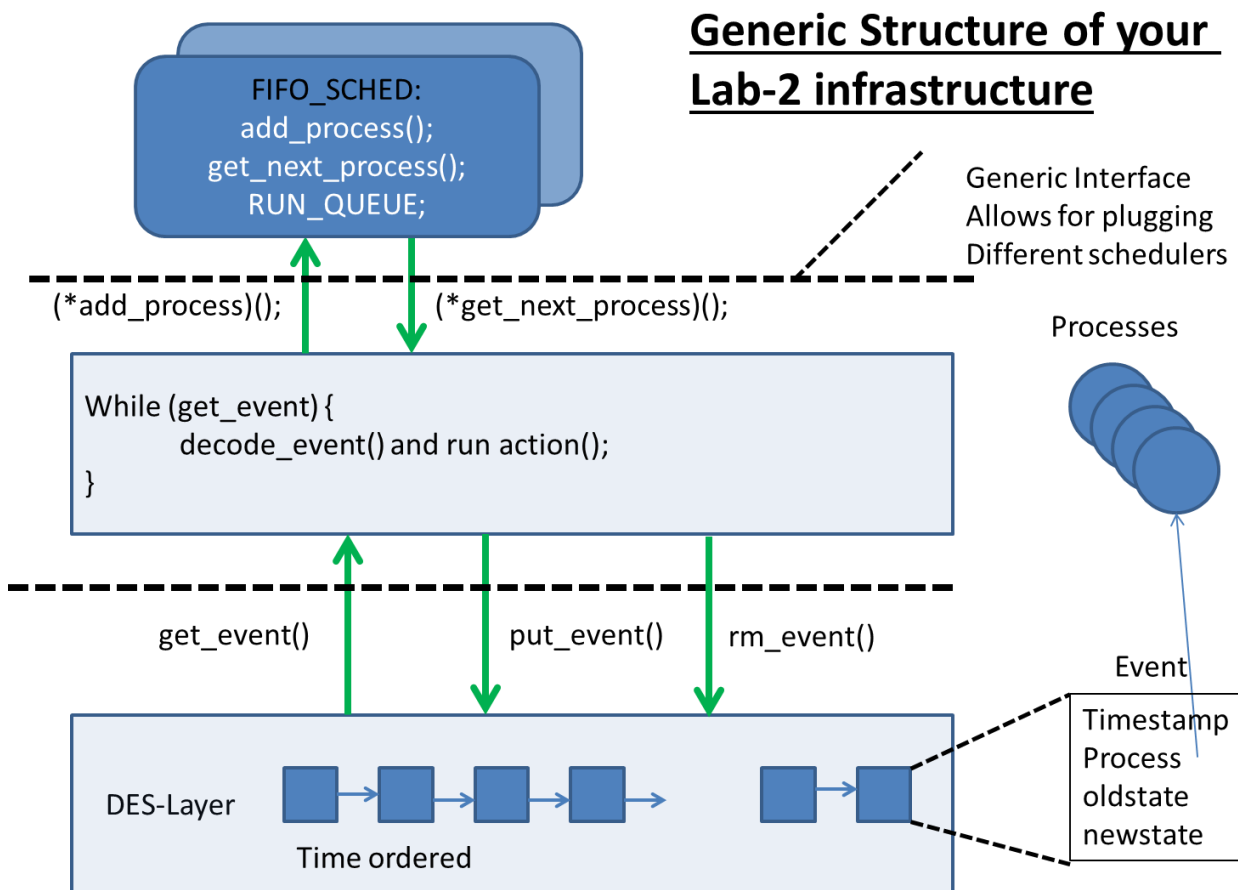 Generic Structure of your
Lab-2 infrastructure
FIFO_SCHED:
add_process();
get_next_process();
RUN_QUEUE;
Generic Interface
Allows for plugging
Different schedulers
(*add_process)();
(*get_next_process)();
Processes
While (get_event) {
decode_event() and run action();
}
get_event()
put_event()
rm_event()
Event
Timestamp
Process
oldstate
newstate
DES-Layer
Time ordered